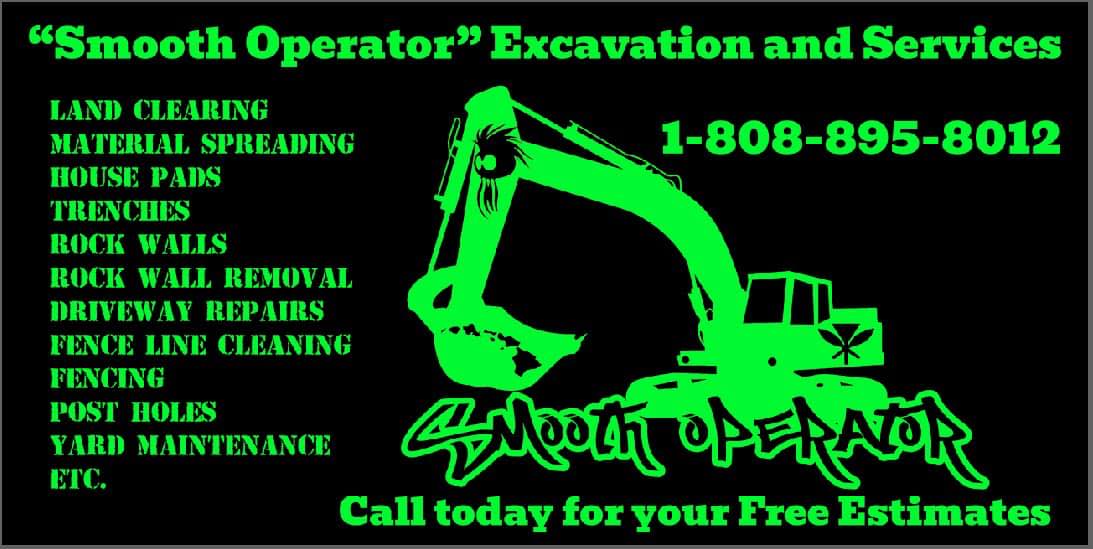 “Smooth Operator” Excavation and Services
LAND CLEARING
MATERIAL SPREADING
HOUSE PADS
TRENCHES
ROCK WALLS
ROCK WALL REMOVAL
DRIVEWAY REPAIRS
FENCE LINE CLEANING
FENCING
POST HOLES
YARD MAINTENANCE
ETC.
1-808-895-8012
SMOOTH OPERATOR
Call today for your Free Estimates